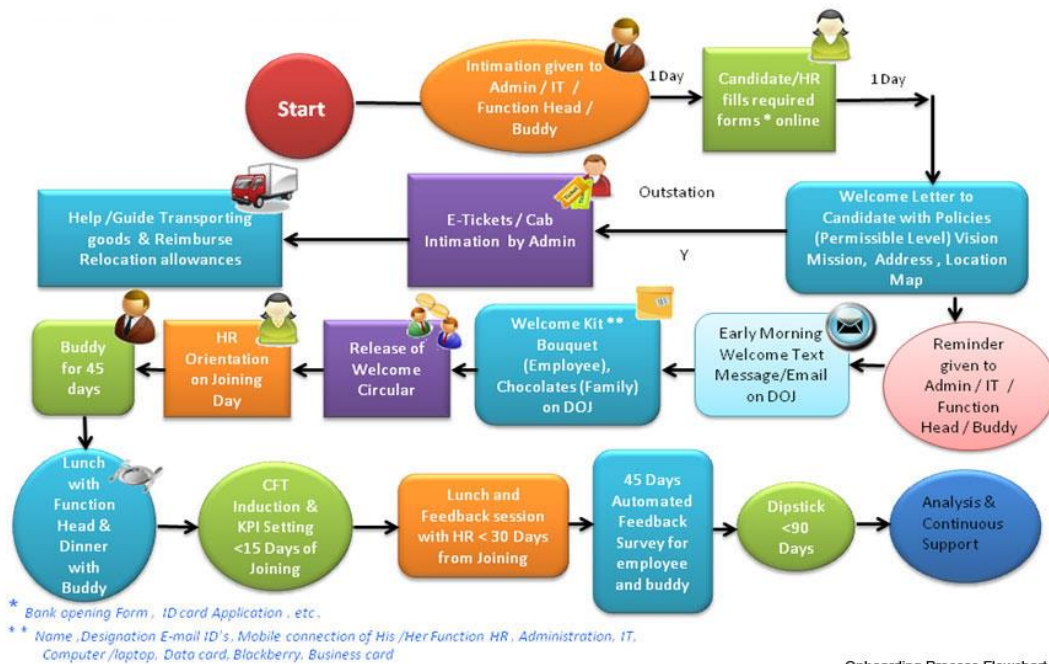 Start
Intimation given to
Admin / IT /
Function Head /
Buddy
1Day
Candidate/HR
fills required
forms * online
1Day
Help /Guide Transporting
goods & Reimburse
Relocation allowances
E-Tickets / Cab
Intimation by Admin
Outstation
Y
Welcome Letter to
Candidate with Policies
(Permissible Level) Vision
Mission, Address , Location
Map
Buddy
for 45
days
HR
Orientation
on Joining
Day
Release of
Welcome
Circular
Welcome Kit **
Bouquet
(Employee),
Chocolates (Family)
on DOJ
Early Morning
Welcome Text
Message/Email
on DOJ
Reminder
given to
Admin / IT /
Function
Head / Buddy
Lunch
with
Function
Head &
Dinner
with
Buddy
CFT
Induction &
KPI Setting
<15 Days of
Joining
Lunch and
Feedback session
with HR < 30 Days
from Joining
45 Days
Automated
Feedback
Survey for
employee
and buddy
Dipstick
<90
Days
Analysis &
Continuous
Support
* Bank opening Form , ID card Application , etc.
** Name ,Designation E-mail ID's, Mobile connection of His /Her Function HR , Administration, IT,
Computer /laptop, Data card, Blackberry, Business card
Onboarding Process Flowchart